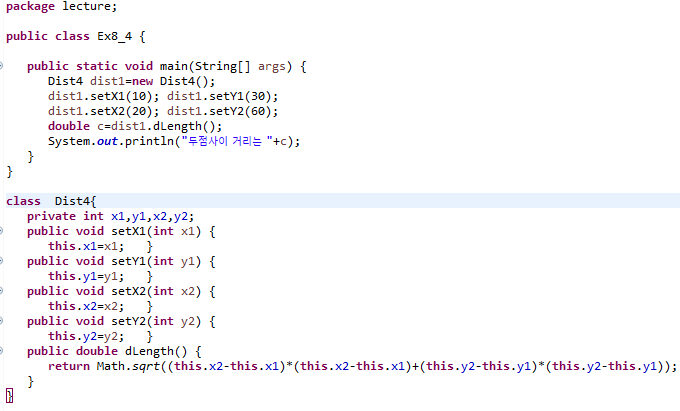 package lecture;
public class Ex8_4 {
public static void main(String[] args) {
Dist4 dist1=new Dist4();
dist1.setX1(10); dist1.setY1(30);
dist1.setX2(20); dist1.setY2(60);
double c=dist1.dLength();
System.out.println("두점사이 거리는 "+c);
}
}
class  Dist4{
private int x1,y1,x2,y2;
public void setX1(int x1) {
this.x1=x1;   }
public void setY1(int y1) {
this.y1=y1;   }
public void setX2(int x2) {
this.x2=x2;   }
public void setY2(int y2) {
this.y2=y2;   }
public double dLength() {
return Math.sqrt((this.x2-this.x1)*(this.x2-this.x1)+(this.y2-this.y1)*(this.y2-this.y1));
}
}